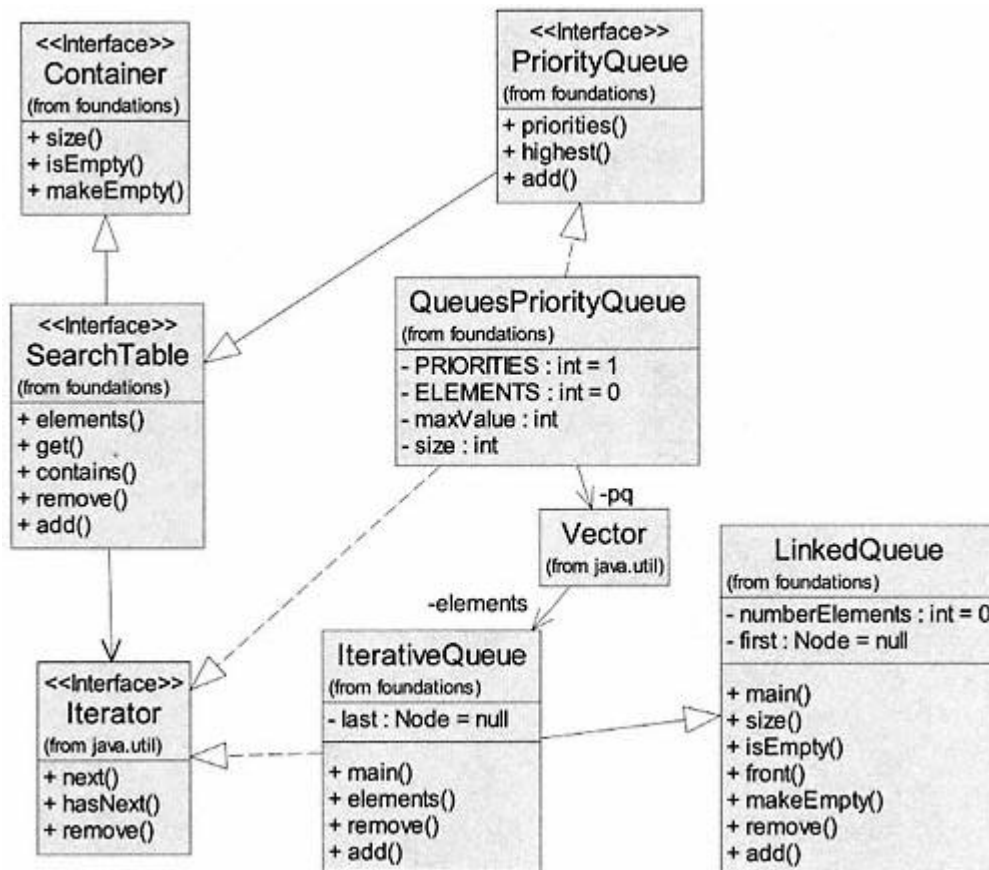 <<Interface>>
Container
(from foundations)
+ size()
+ isEmpty()
+ makeEmpty()
<<Interface>>
PriorityQueue
(from foundations)
+ priorities()
+ highest()
+ add()
<<Interface>>
SearchTable
(from foundations)
+ elements()
+ get()
+ contains()
+ remove()
+ add()
QueuesPriorityQueue
(from foundations)
- PRIORITIES : int = 1
- ELEMENTS : int = 0
- maxValue : int
- size : int
-pq
Vector
(from java.util)
-elements
<<Interface>>
Iterator
(from java.util)
+ next()
+ hasNext()
+ remove()
IterativeQueue
(from foundations)
- last : Node = null
+ main()
+ elements()
+ remove()
+ add()
LinkedQueue
(from foundations)
- numberElements : int = 0
- first : Node = null
+ main()
+ size()
+ isEmpty()
+ front()
+ makeEmpty()
+ remove()
+ add()